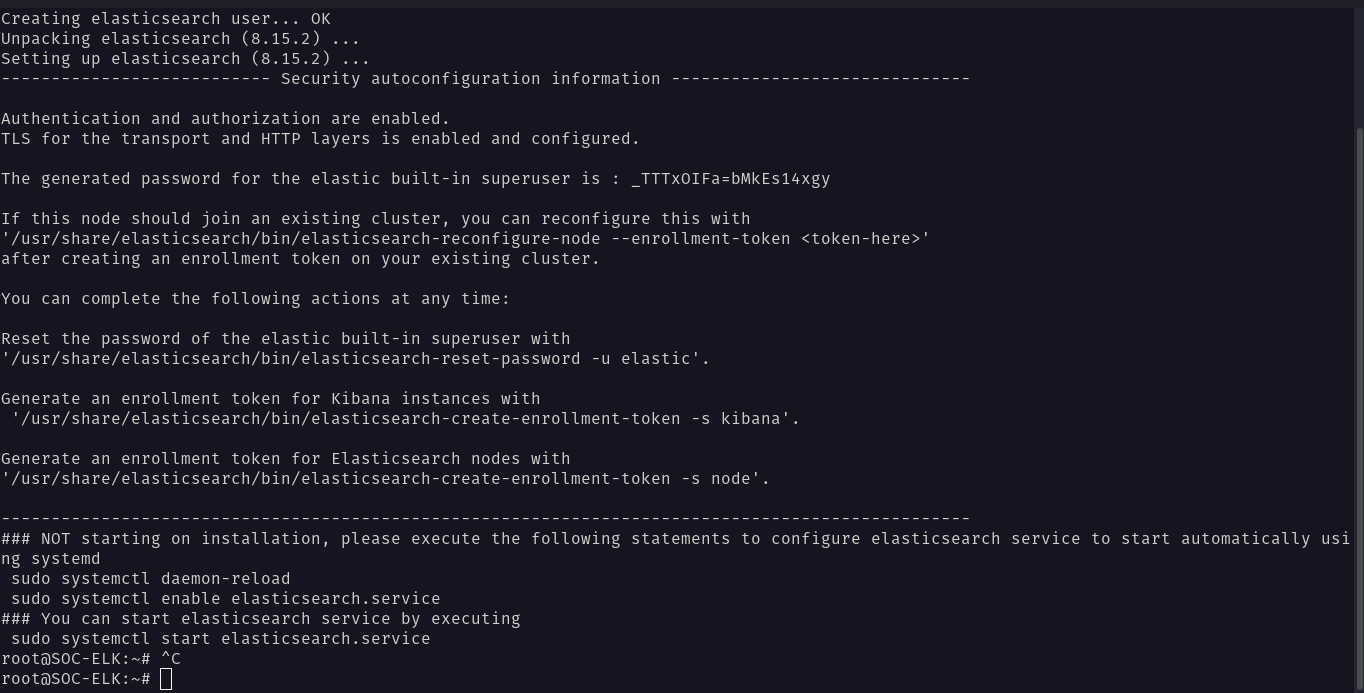 Creating elasticsearch user... OK
Unpacking elasticsearch (8.15.2) ...
Setting up elasticsearch (8.15.2) ...
--------------------------- Security autoconfiguration information ------------------------------
Authentication and authorization are enabled.
TLS for the transport and HTTP layers is enabled and configured.
The generated password for the elastic built-in superuser is : _TTTxOIFa=bMkEs14xgy
If this node should join an existing cluster, you can reconfigure this with
'/usr/share/elasticsearch/bin/elasticsearch-reconfigure-node --enrollment-token <token-here>'
after creating an enrollment token on your existing cluster.
You can complete the following actions at any time:
Reset the password of the elastic built-in superuser with
'/usr/share/elasticsearch/bin/elasticsearch-reset-password -u elastic'.
Generate an enrollment token for Kibana instances with
 '/usr/share/elasticsearch/bin/elasticsearch-create-enrollment-token -s kibana'.
Generate an enrollment token for Elasticsearch nodes with
'/usr/share/elasticsearch/bin/elasticsearch-create-enrollment-token -s node'.
-------------------------------------------------------------------------------------------------
### NOT starting on installation, please execute the following statements to configure elasticsearch service to start automatically usi
ng systemd
 sudo systemctl daemon-reload
 sudo systemctl enable elasticsearch.service
### You can start elasticsearch service by executing
 sudo systemctl start elasticsearch.service
root@SOC-ELK:~# ^C
root@SOC-ELK:~#